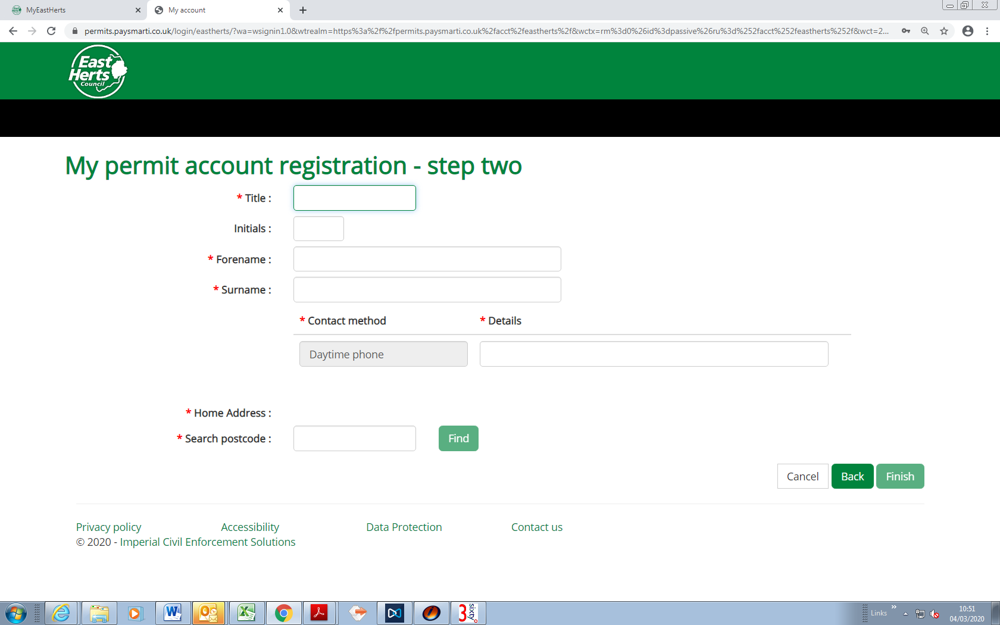 MyEastHerts
My account
permits.paysmarti.co.uk/login/eastherts/?wa=wsignin1.0&wtrealm=https%3a%2f%2fpermits.paysmarti.co.uk%2facct%2feastherts%2f&wctx=rm%3d0%26id%3dpassive%26ru%3d%252facct%252feastherts%252f&wct=2...
East
Herts
Council
My permit account registration - step two
* Title :
Initials :
* Forename :
* Surname :
* Contact method * Details
Daytime phone
* Home Address :
* Search postcode : Find
Cancel Back Finish
Privacy policy Accessibility Data Protection Contact us
© 2020 - Imperial Civil Enforcement Solutions
3 sixty
Links
10:51
04/03/2020